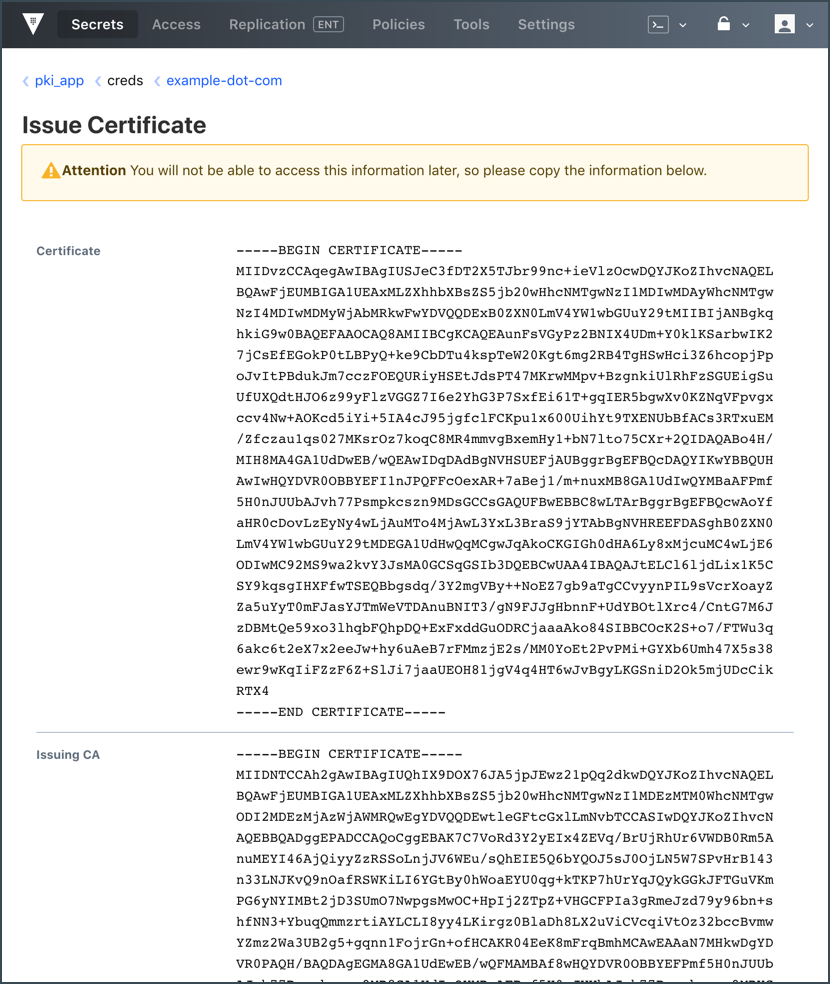 Secrets Access Replication ENT Policies Tools Settings
pki_app creds example-dot-com
Issue Certificate
Attention You will not be able to access this information later, so please copy the information below.
Certificate
-----BEGIN CERTIFICATE-----
MIIDvzCCAqegAwIBAgIUSJeC3fDT2X5TJbr99nc+ieVlzOcwDQYJKoZIhvcNAQEL
BQAwFjEUMBIGA1UEAxMLZXhhbXBsZS5jb20wHhcNMTgwNzI1MDIwMDAyWhcNMTgw
NzI4MDIwMDMyWjAbMRkwFwYDVQQDExB0ZXN0LmV4YW1wbGUuY29tMIIBIjANBgkq
hkiG9w0BAQEFAAOCAQ8AMIIBCgKCAQEAunFsVGyPz2BNIX4UDm+Y0klKSarbwIK2
7jCsEfEGokP0tLBPyQ+ke9CbDTu4kspTeW20Kgt6mg2RB4TgHSwHci3Z6hcopjPp
oJvItPBdukJm7cczFOEQURiyHSEtJdsPT47MKrwMMpv+BzgnkiUlRhFzSGUEigSu
UfUXQdtHJO6z99yFlzVGGZ7I6e2YhG3P7SxfEi61T+gqIER5bgwXv0KZNqVFpvgx
ccv4Nw+AOKcd5iYi+5IA4cJ95jgfclFCKpu1x600UihYt9TXENUbBfACs3RTxuEM
/Zfczau1qs027MKsrOz7koqC8MR4mmvgBxemHy1+bN7lto75CXr+2QIDAQABo4H/
MIH8MA4GA1UdDwEB/wQEAwIDqDAdBgNVHSUEFjAUBggrBgEFBQcDAQYIKwYBBQUH
AwIwHQYDVR0OBBYEFI1nJPQFFcOexAR+7aBej1/m+nuxMB8GA1UdIwQYMBaAFPmf
5H0nJUUbAJvh77Psmpkcszn9MDsGCCsGAQUFBwEBBC8wLTArBggrBgEFBQcwAoYf
aHR0cDovLzEyNy4wLjAuMTo4MjAwL3YxL3BraS9jYTAbBgNVHREEFDASghB0ZXN0
LmV4YW1wbGUuY29tMDEGA1UdHwQqMCgwJqAkoCKGIGh0dHA6Ly8xMjcuMC4wLjE6
ODIwMC92MS9wa2kvY3JsMA0GCSqGSIb3DQEBCwUAA4IBAQAJtELCl6ljdLix1K5C
SY9kqsgIHXFfwTSEQBbgsdq/3Y2mgVBy++NoEZ7gb9aTgCCvyynPIL9sVcrXoayZ
Za5uYyT0mFJasYJTmWeVTDAnuBNIT3/gN9FJJgHbnnF+UdYBOtlXrc4/CntG7M6J
zDBMtQe59xo3lhqbFQhpDQ+ExFxddGuODRCjaaaAko84SIBBCOcK2S+o7/FTWu3q
6akc6t2eX7x2eeJw+hy6uAeB7rFMmzjE2s/MM0YoEt2PvPMi+GYXb6Umh47X5s38
ewr9wKqIiFZzF6Z+SlJi7jaaUEOH81jgV4q4HT6wJvBgyLKGSniD2Ok5mjUDcCik
RTX4
-----END CERTIFICATE-----
Issuing CA
-----BEGIN CERTIFICATE-----
MIIDNTCCAh2gAwIBAgIUQhIX9DOX76JA5jpJEwz21pQq2dkwDQYJKoZIhvcNAQEL
BQAwFjEUMBIGA1UEAxMLZXhhbXBsZS5jb20wHhcNMTgwNzI1MDEzMTM0WhcNMTgw
ODI2MDEzMjAzWjAWMRQwEgYDVQQDEwtleGFtcGxlLmNvbTCCASIwDQYJKoZIhvcN
AQEBBQADggEPADCCAQoCggEBAK7C7VoRd3Y2yEIx4ZEVq/BrUjRhUr6VWDB0Rm5A
nuMEYI46AjQiyyZzRSSoLnjJV6WEu/sQhEIE5Q6bYQOJ5sJ0OjLN5W7SPvHrB143
n33LNJKvQ9nOafRSWKiLI6YGtBy0hWoaEYU0qg+kTKP7hUrYqJQykGGkJFTGuVKm
PG6yNYIMBt2jD3SUmO7NwpgsMwOC+HpIj2ZTpZ+VHGCFPIa3gRmeJzd79y96bn+s
hfNN3+YbuqQmmzrtiAYLCLI8yy4LKirgz0BlaDh8LX2uViCVcqiVtOz32bccBvmw
YZmz2Wa3UB2g5+gqnn1FojrGn+ofHCAKR04EeK8mFrqBmhMCAwEAAaN7MHkwDgYD
VR0PAQH/BAQDAgEGMA8GA1UdEwEB/wQFMAMBAf8wHQYDVR0OBBYEFPmf5H0nJUUb